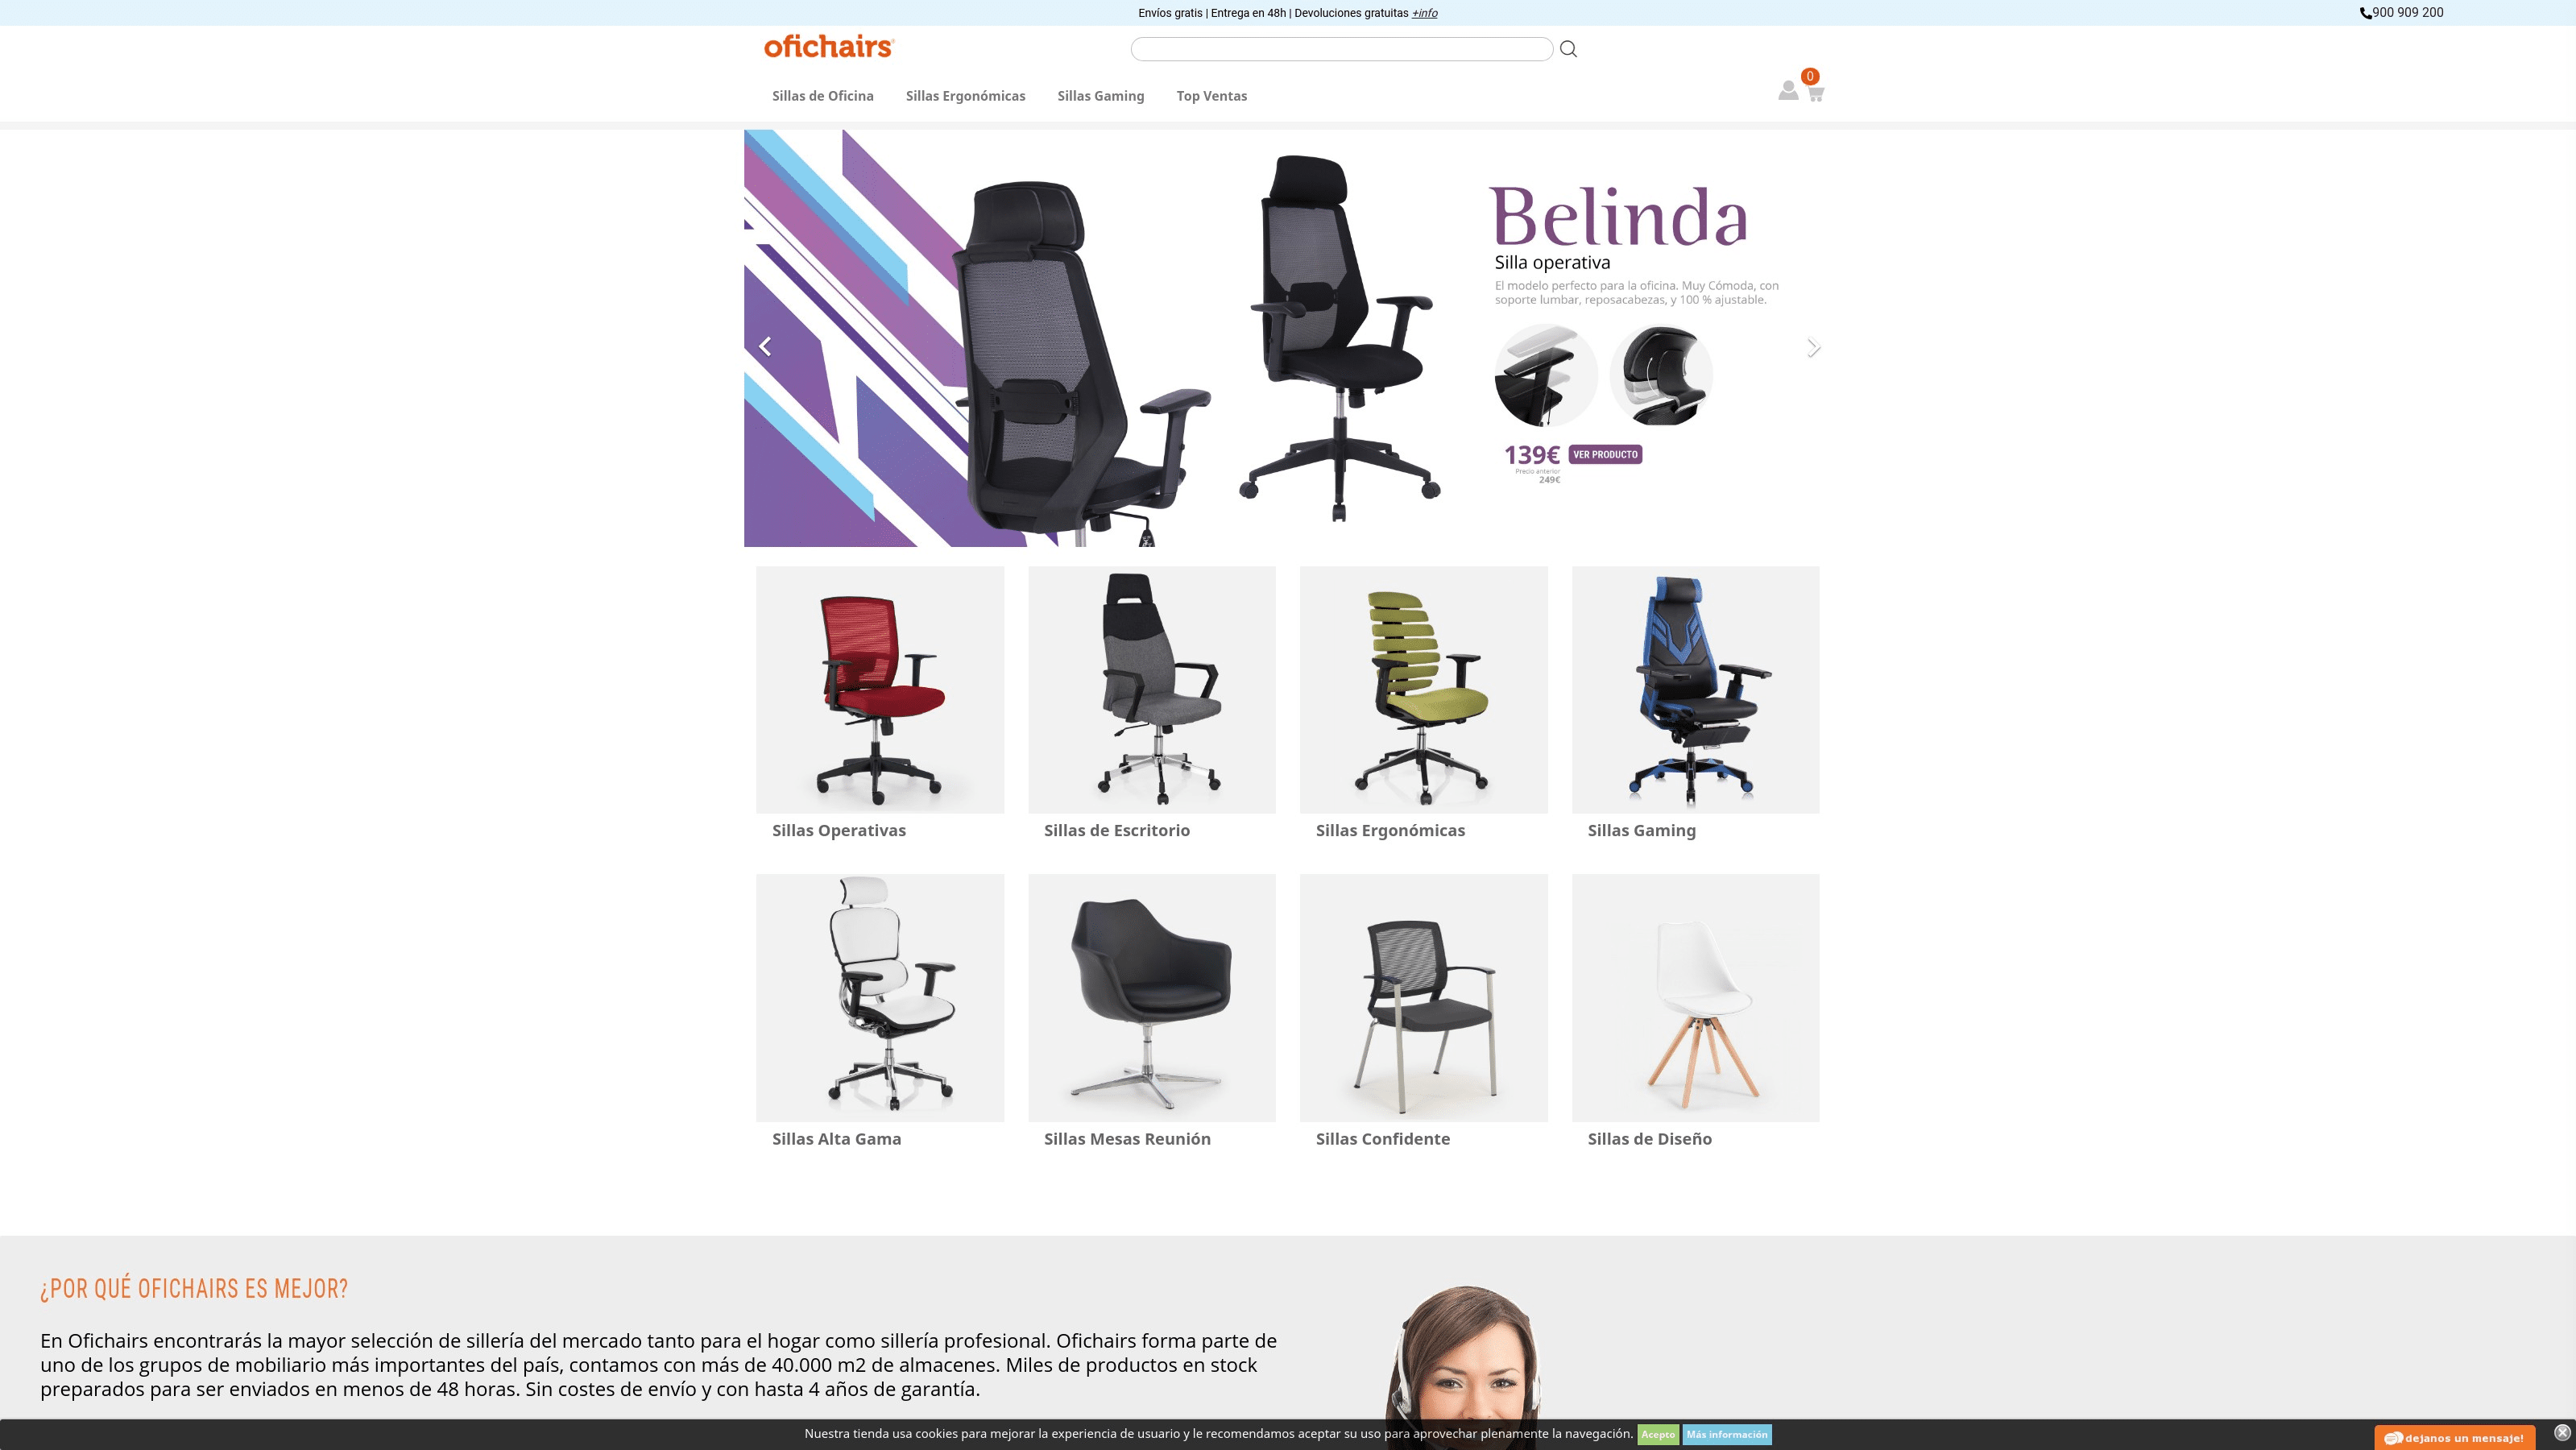 Envíos gratis | Entrega en 48h | Devoluciones gratuitas +info
900 909 200
ofichairs
0
Sillas de Oficina
Sillas Ergonómicas
Sillas Gaming
Top Ventas
Belinda
Silla operativa
El modelo perfecto para la oficina. Muy Cómoda, con
soporte lumbar, reposacabezas, y 100 % ajustable.
139€
VER PRODUCTO
Precio anterior
249€
Sillas Operativas
Sillas de Escritorio
Sillas Ergonómicas
Sillas Gaming
Sillas Alta Gama
Sillas Mesas Reunión
Sillas Confidente
Sillas de Diseño
¿POR QUÉ OFICHAIRS ES MEJOR?
En Ofichairs encontrarás la mayor selección de sillería del mercado tanto para el hogar como sillería profesional. Ofichairs forma parte de
uno de los grupos de mobiliario más importantes del país, contamos con más de 40.000 m2 de almacenes. Miles de productos en stock
preparados para ser enviados en menos de 48 horas. Sin costes de envío y con hasta 4 años de garantía.
Nuestra tienda usa cookies para mejorar la experiencia de usuario y le recomendamos aceptar su uso para aprovechar plenamente la navegación.
Acepto
Más información
dejanos un mensaje!